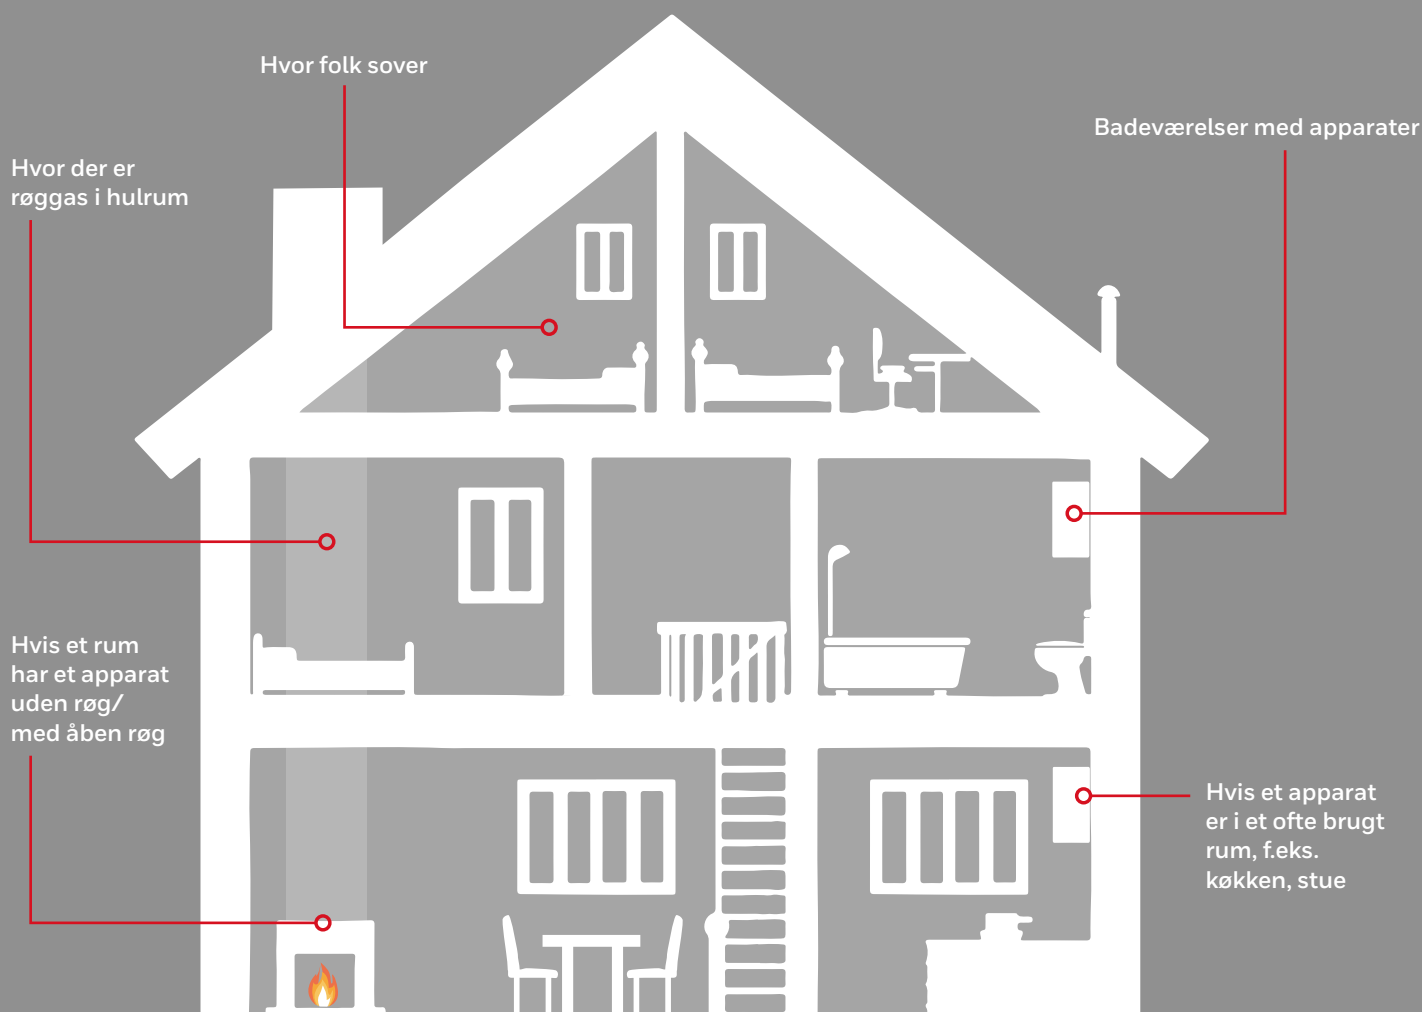 Hvor folk sover
Badeværelser med apparater
Hvor der er
røggas i hulrum
Hvis et rum
har et apparat
uden røg/
med åben røg
Hvis et apparat
er i et ofte brugt
rum, f.eks.
køkken, stue